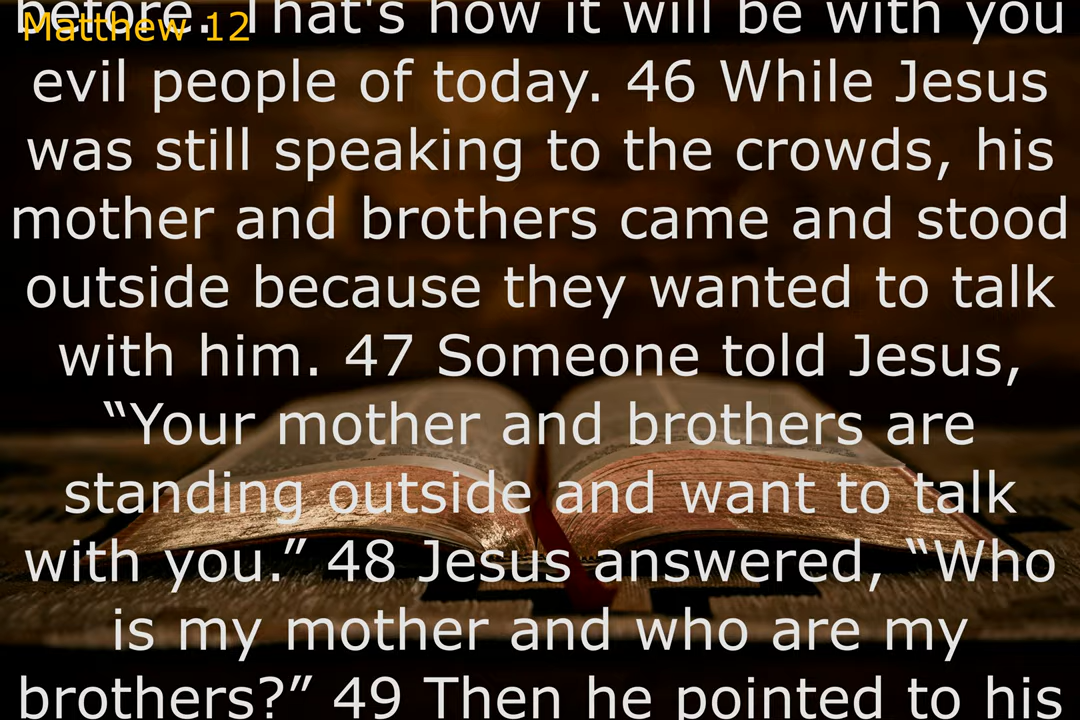 Matthew 12
before. That's how it will be with you
evil people of today. 46 While Jesus
was still speaking to the crowds, his
mother and brothers came and stood
outside because they wanted to talk
with him. 47 Someone told Jesus,
“Your mother and brothers are
standing outside and want to talk
with you.” 48 Jesus answered, “Who
is my mother and who are my
brothers?” 49 Then he pointed to his